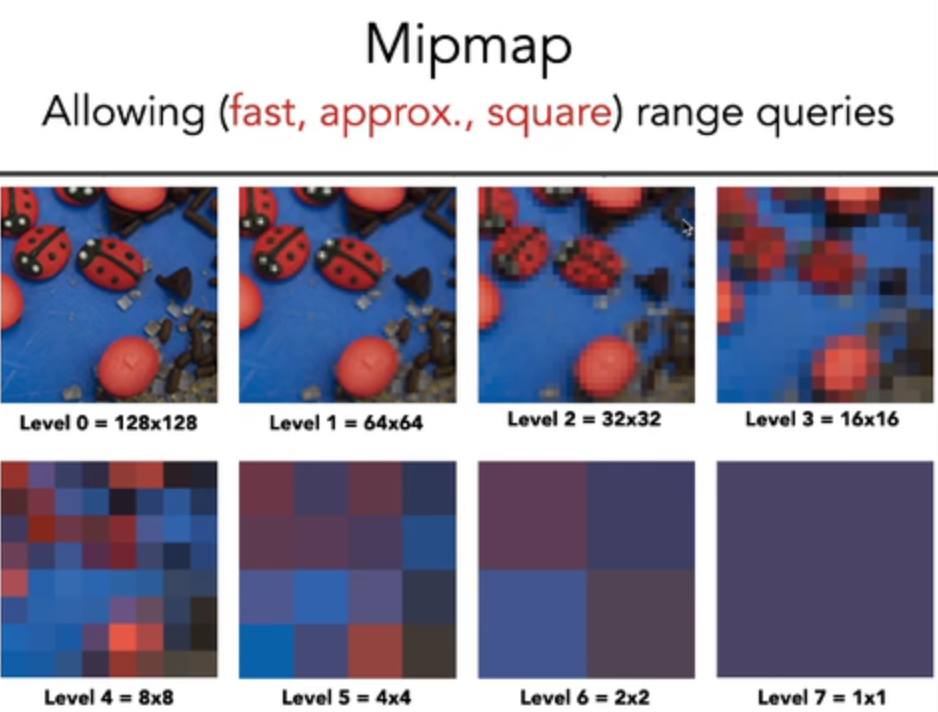 Mipmap
Allowing (fast, approx., square) range queries
Level 0 = 128x128
Level 1 = 64x64
Level 2 = 32x32
Level 3 = 16x16
Level 4 = 8x8
Level 5 = 4x4
Level 6 = 2x2
Level 7 = 1x1